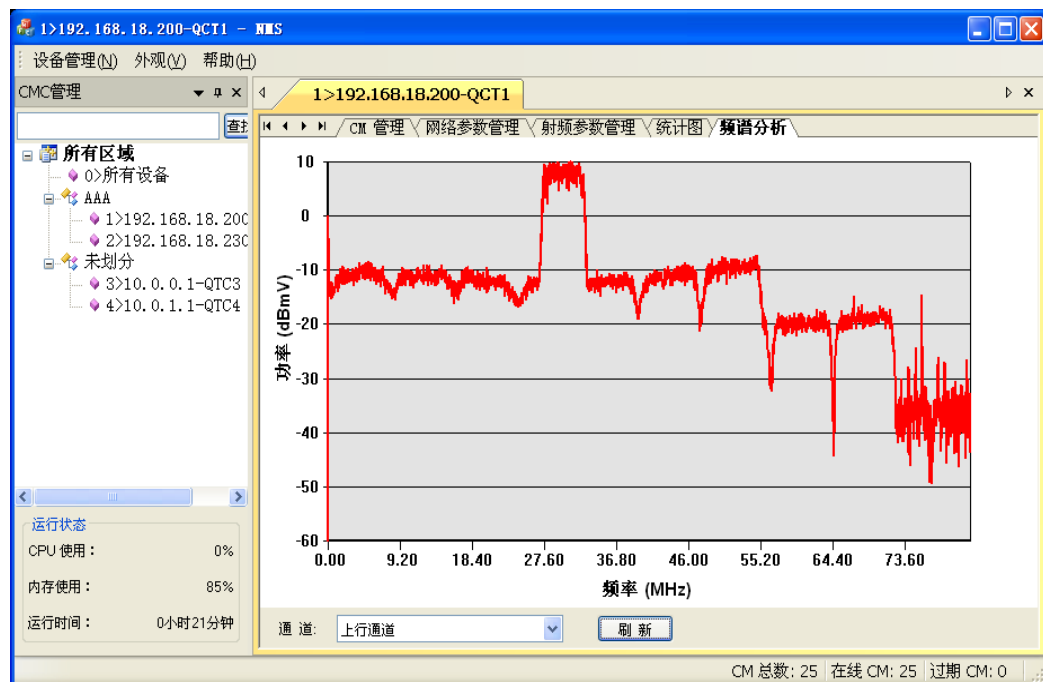 1>192.168.18.200-QCT1 - NMS
设备管理(N) 外观(V) 帮助(H)
CMC管理
1>192.168.18.200-QCT1
CM 管理 网络参数管理 射频参数管理 统计图 频谱分析
所有区域
0>所有设备
AAA
1>192.168.18.200
2>192.168.18.230
未划分
3>10.0.0.1-QTC3
4>10.0.1.1-QTC4
运行状态
CPU 使用： 0%
内存使用： 85%
运行时间： 0小时21分钟
功率 (dBmV)
10
0
-10
-20
-30
-40
-50
-60
0.00 9.20 18.40 27.60 36.80 46.00 55.20 64.40 73.60
频率 (MHz)
通 道: 上行通道 刷 新
CM 总数: 25 在线 CM: 25 过期 CM: 0